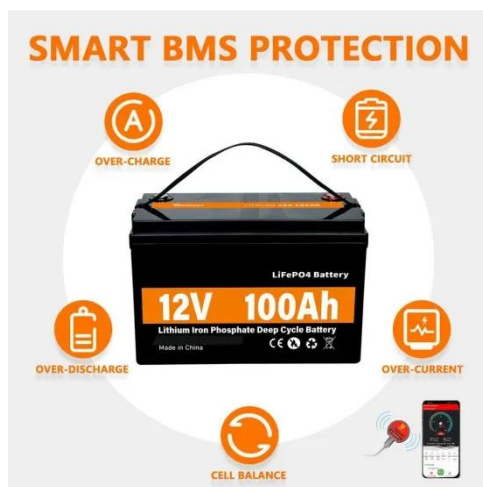 SMART BMS PROTECTION
OVER-CHARGE
SHORT CIRCUIT
LiFePO4 Battery
12V 100Ah
Lithium Iron Phosphate Deep Cycle Battery
Made in China
CE
OVER-DISCHARGE
OVER-CURRENT
CELL BALANCE